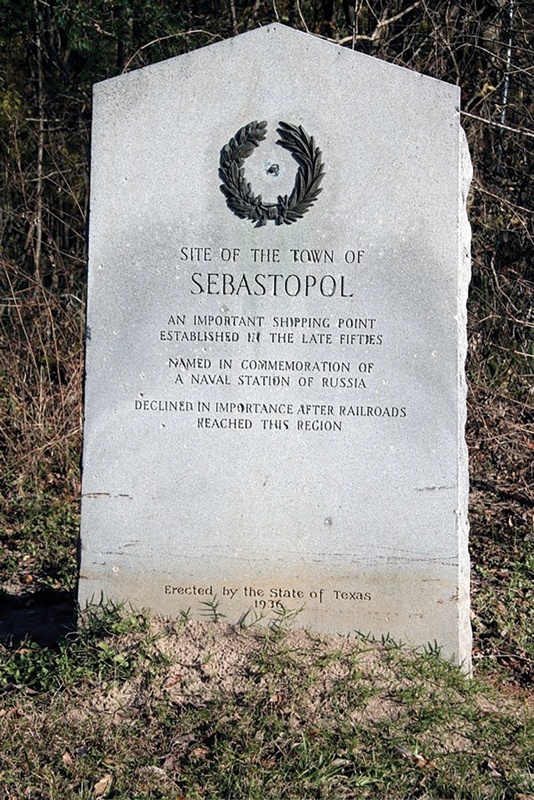 SITE OF THE TOWN OF
SEBASTOPOL
AN IMPORTANT SHIPPING POINT
ESTABLISHED IN THE LATE FIFTIES
NAMED IN COMMEMORATION OF
A NAVAL STATION OF RUSSIA
DECLINED IN IMPORTANCE AFTER RAILROADS
REACHED THIS REGION
Erected by the State of Texas
1936